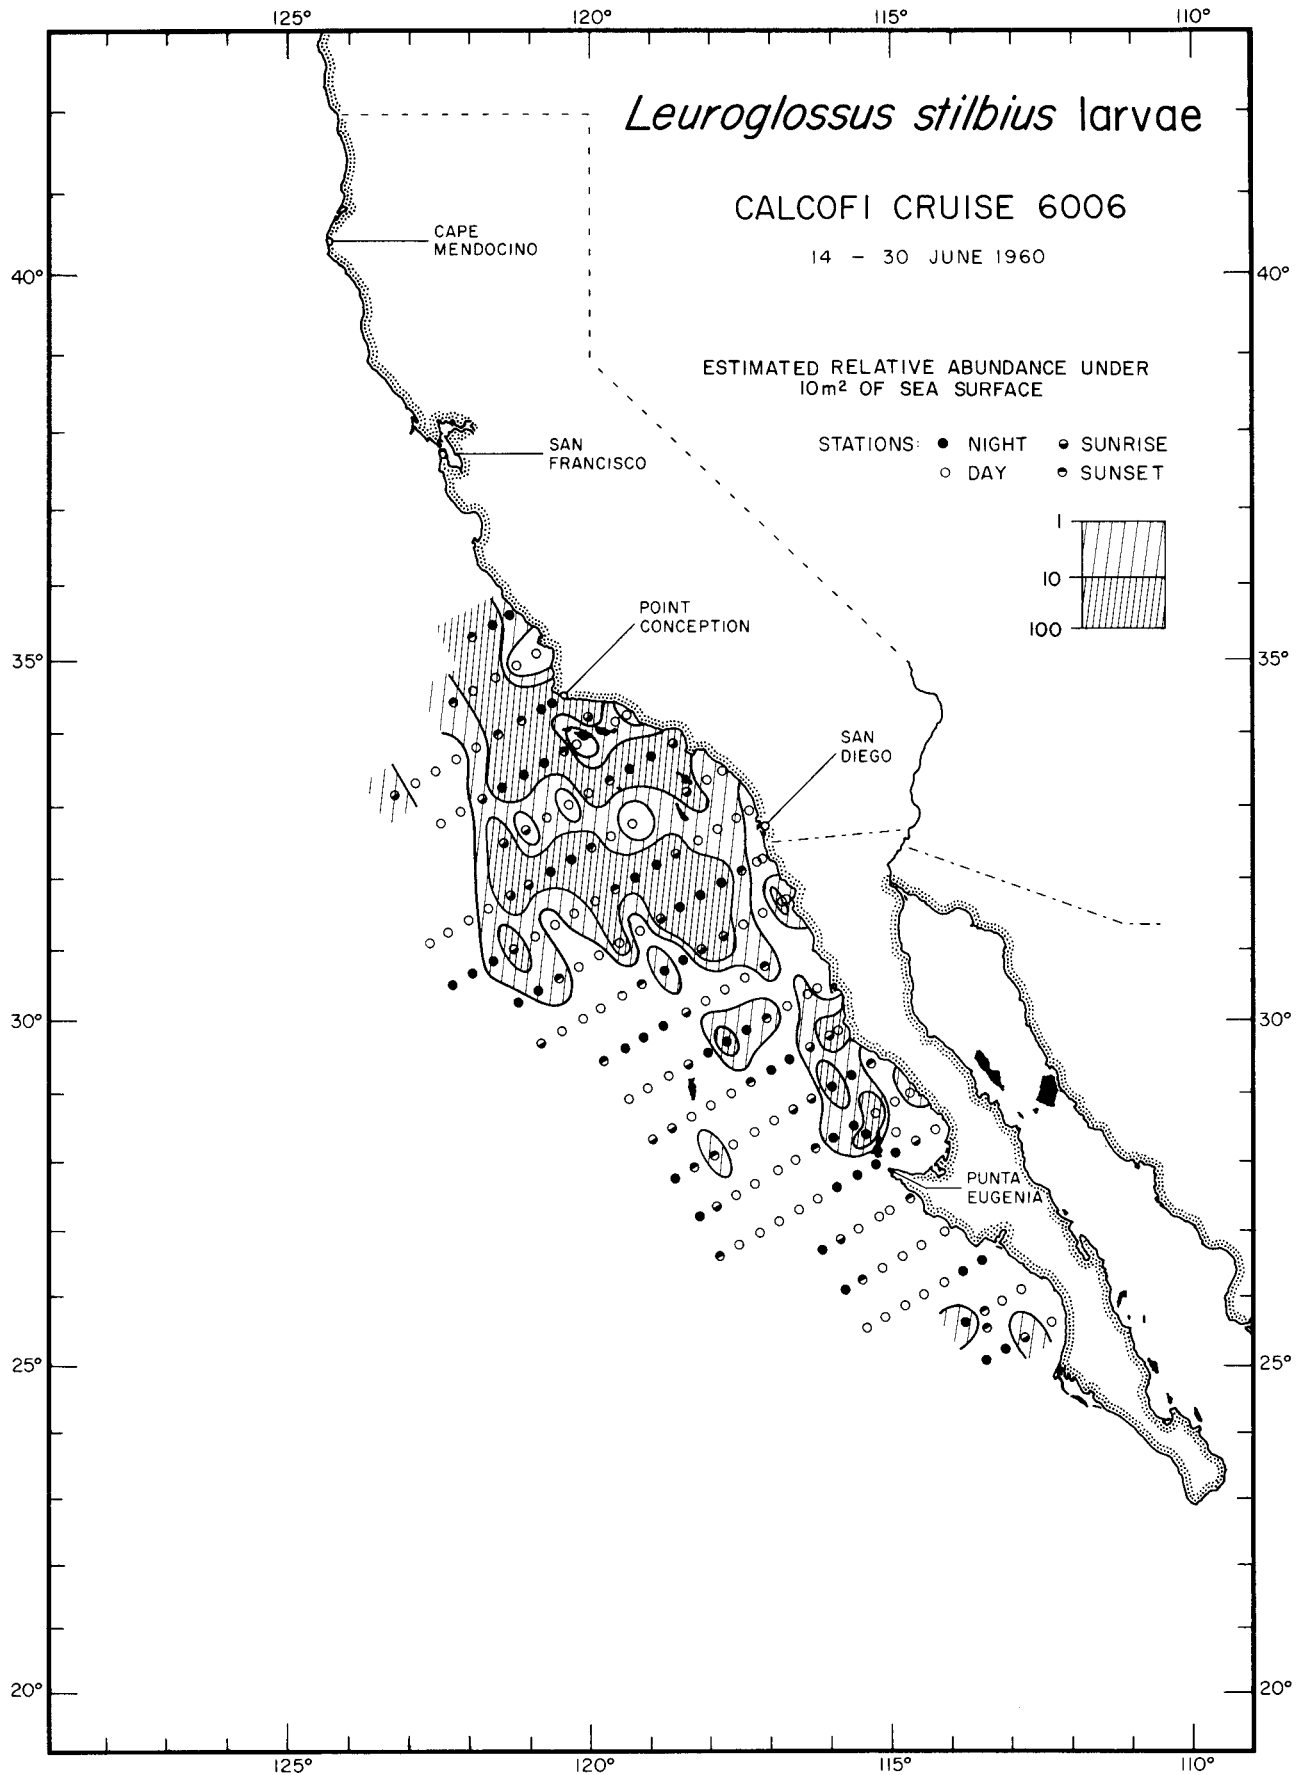 125° 120° 115° 110°
Leuroglossus stilbius larvae
CALCOFI CRUISE 6006
14 – 30 JUNE 1960
CAPE
MENDOCINO
40° 40°
ESTIMATED RELATIVE ABUNDANCE UNDER
10m² OF SEA SURFACE
STATIONS: NIGHT SUNRISE
DAY SUNSET
SAN
FRANCISCO
1
10
100
POINT
CONCEPTION
35° 35°
SAN
DIEGO
30° 30°
PUNTA
EUGENIA
25° 25°
20° 20°
125° 120° 115° 110°